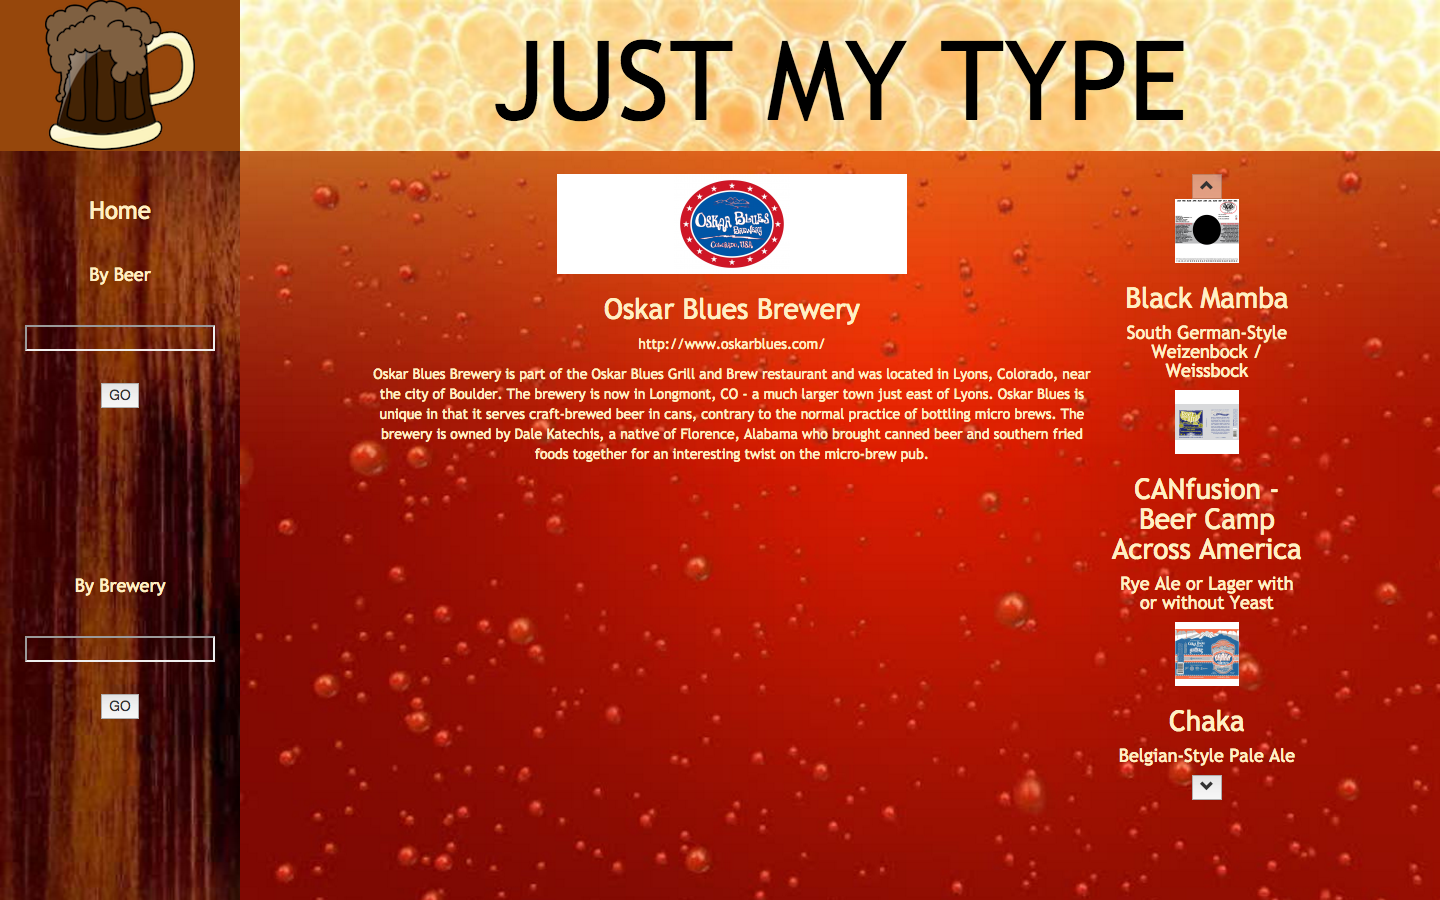 JUST MY TYPE
Home
By Beer
GO
By Brewery
GO
OSKAR BLUES
BREWERY
COLORADO, USA
Oskar Blues Brewery
http://www.oskarblues.com/
Oskar Blues Brewery is part of the Oskar Blues Grill and Brew restaurant and was located in Lyons, Colorado, near
the city of Boulder. The brewery is now in Longmont, CO - a much larger town just east of Lyons. Oskar Blues is
unique in that it serves craft-brewed beer in cans, contrary to the normal practice of bottling micro brews. The
brewery is owned by Dale Katechis, a native of Florence, Alabama who brought canned beer and southern fried
foods together for an interesting twist on the micro-brew pub.
Black Mamba
South German-Style
Weizenbock /
Weissbock
CANfusion -
Beer Camp
Across America
Rye Ale or Lager with
or without Yeast
Chaka
Belgian-Style Pale Ale